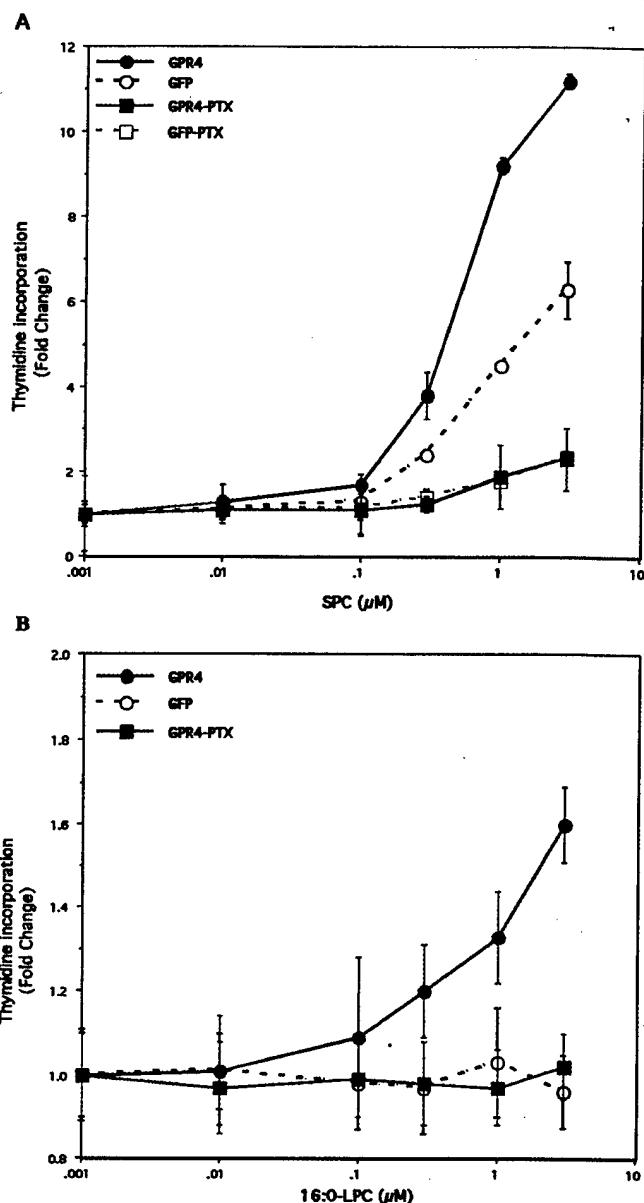 A
GPR4
GFP
GPR4-PTX
GFP-PTX
12
10
8
6
4
2
0
Thymidine incorporation
(Fold Change)
.001
.01
.1
1
10
SPC (µM)
B
GPR4
GFP
GPR4-PTX
2.0
1.8
1.6
1.4
1.2
1.0
0.8
Thymidine incorporation
(Fold Change)
.001
.01
.1
1
10
16:0-LPC (µM)